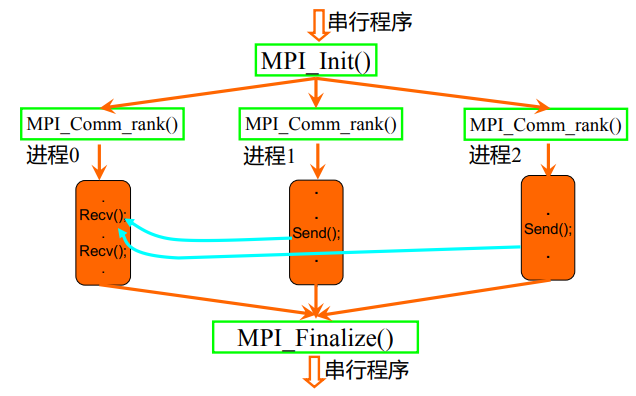 串行程序
MPI_Init()
MPI_Comm_rank()
MPI_Comm_rank()
MPI_Comm_rank()
进程0
进程1
进程2
.
Recv();
.
Recv();
.
.
.
Send();
.
.
Send();
.
MPI_Finalize()
串行程序